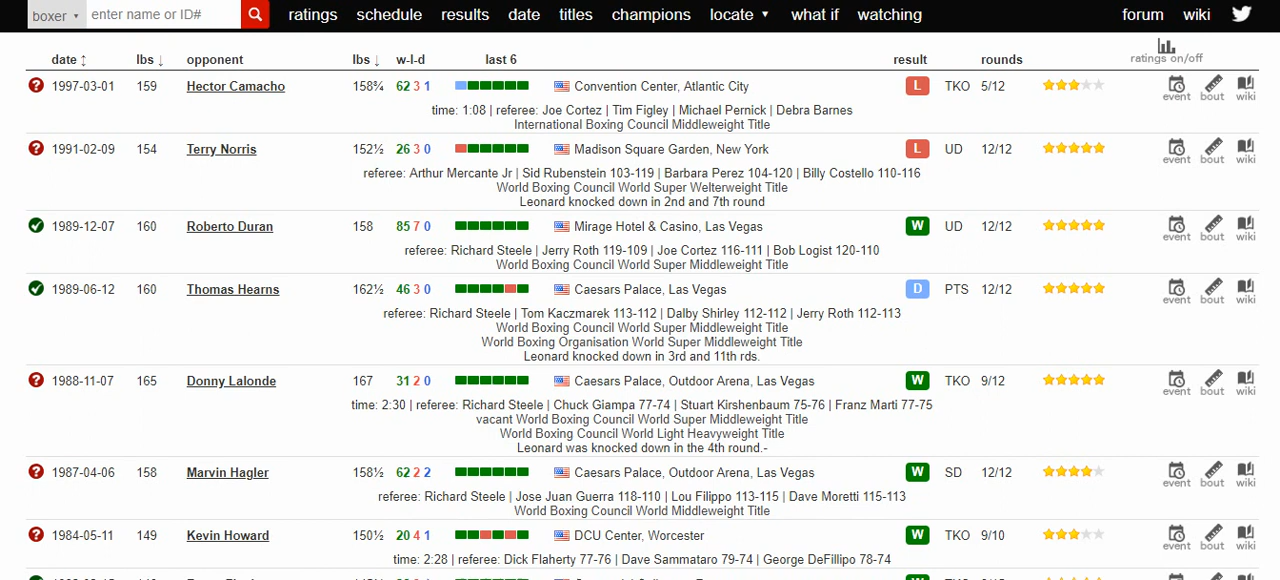 boxer enter name or ID# ratings schedule results date titles champions locate what if watching forum wiki
date lbs opponent lbs w-l-d last 6 result rounds ratings on/off
1997-03-01 159 Hector Camacho 158¾ 62 3 1 Convention Center, Atlantic City L TKO 5/12 event bout wiki
time: 1:08 | referee: Joe Cortez | Tim Figley | Michael Pernick | Debra Barnes
International Boxing Council Middleweight Title
1991-02-09 154 Terry Norris 152½ 26 3 0 Madison Square Garden, New York L UD 12/12 event bout wiki
referee: Arthur Mercante Jr | Sid Rubenstein 103-119 | Barbara Perez 104-120 | Billy Costello 110-116
World Boxing Council World Super Welterweight Title
Leonard knocked down in 2nd and 7th round
1989-12-07 160 Roberto Duran 158 85 7 0 Mirage Hotel & Casino, Las Vegas W UD 12/12 event bout wiki
referee: Richard Steele | Jerry Roth 119-109 | Joe Cortez 116-111 | Bob Logist 120-110
World Boxing Council World Super Middleweight Title
1989-06-12 160 Thomas Hearns 162½ 46 3 0 Caesars Palace, Las Vegas D PTS 12/12 event bout wiki
referee: Richard Steele | Tom Kaczmarek 113-112 | Dalby Shirley 112-112 | Jerry Roth 112-113
World Boxing Council World Super Middleweight Title
World Boxing Organisation World Super Middleweight Title
Leonard knocked down in 3rd and 11th rds.
1988-11-07 165 Donny Lalonde 167 31 2 0 Caesars Palace, Outdoor Arena, Las Vegas W TKO 9/12 event bout wiki
time: 2:30 | referee: Richard Steele | Chuck Giampa 77-74 | Stuart Kirshenbaum 75-76 | Franz Marti 77-75
vacant World Boxing Council World Super Middleweight Title
World Boxing Council World Light Heavyweight Title
Leonard was knocked down in the 4th round.-
1987-04-06 158 Marvin Hagler 158½ 62 2 2 Caesars Palace, Outdoor Arena, Las Vegas W SD 12/12 event bout wiki
referee: Richard Steele | Jose Juan Guerra 118-110 | Lou Filippo 113-115 | Dave Moretti 115-113
World Boxing Council World Middleweight Title
1984-05-11 149 Kevin Howard 150½ 20 4 1 DCU Center, Worcester W TKO 9/10 event bout wiki
time: 2:28 | referee: Dick Flaherty 77-76 | Dave Sammataro 79-74 | George DeFillipo 78-74